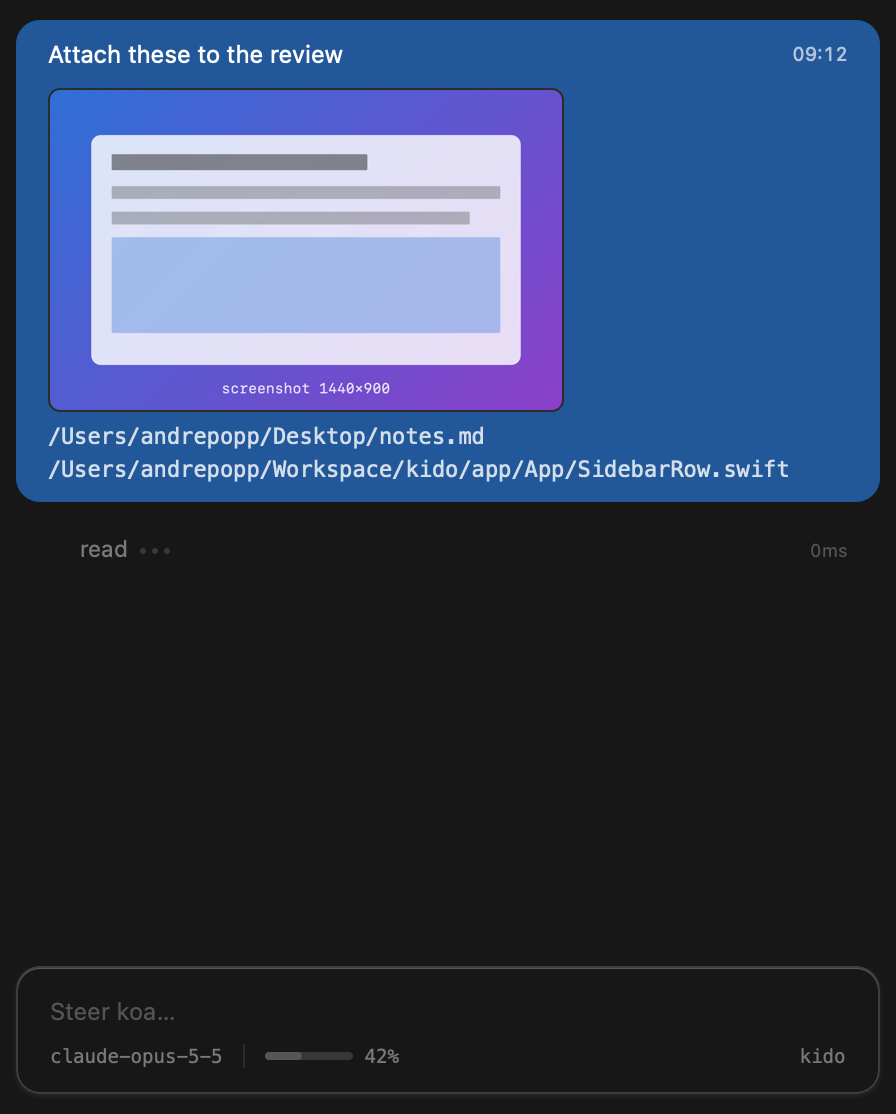 Attach these to the review
09:12
screenshot 1440×900
/Users/andrepopp/Desktop/notes.md
/Users/andrepopp/Workspace/kido/app/App/SidebarRow.swift
read
0ms
Steer koa…
claude-opus-5-5
42%
kido